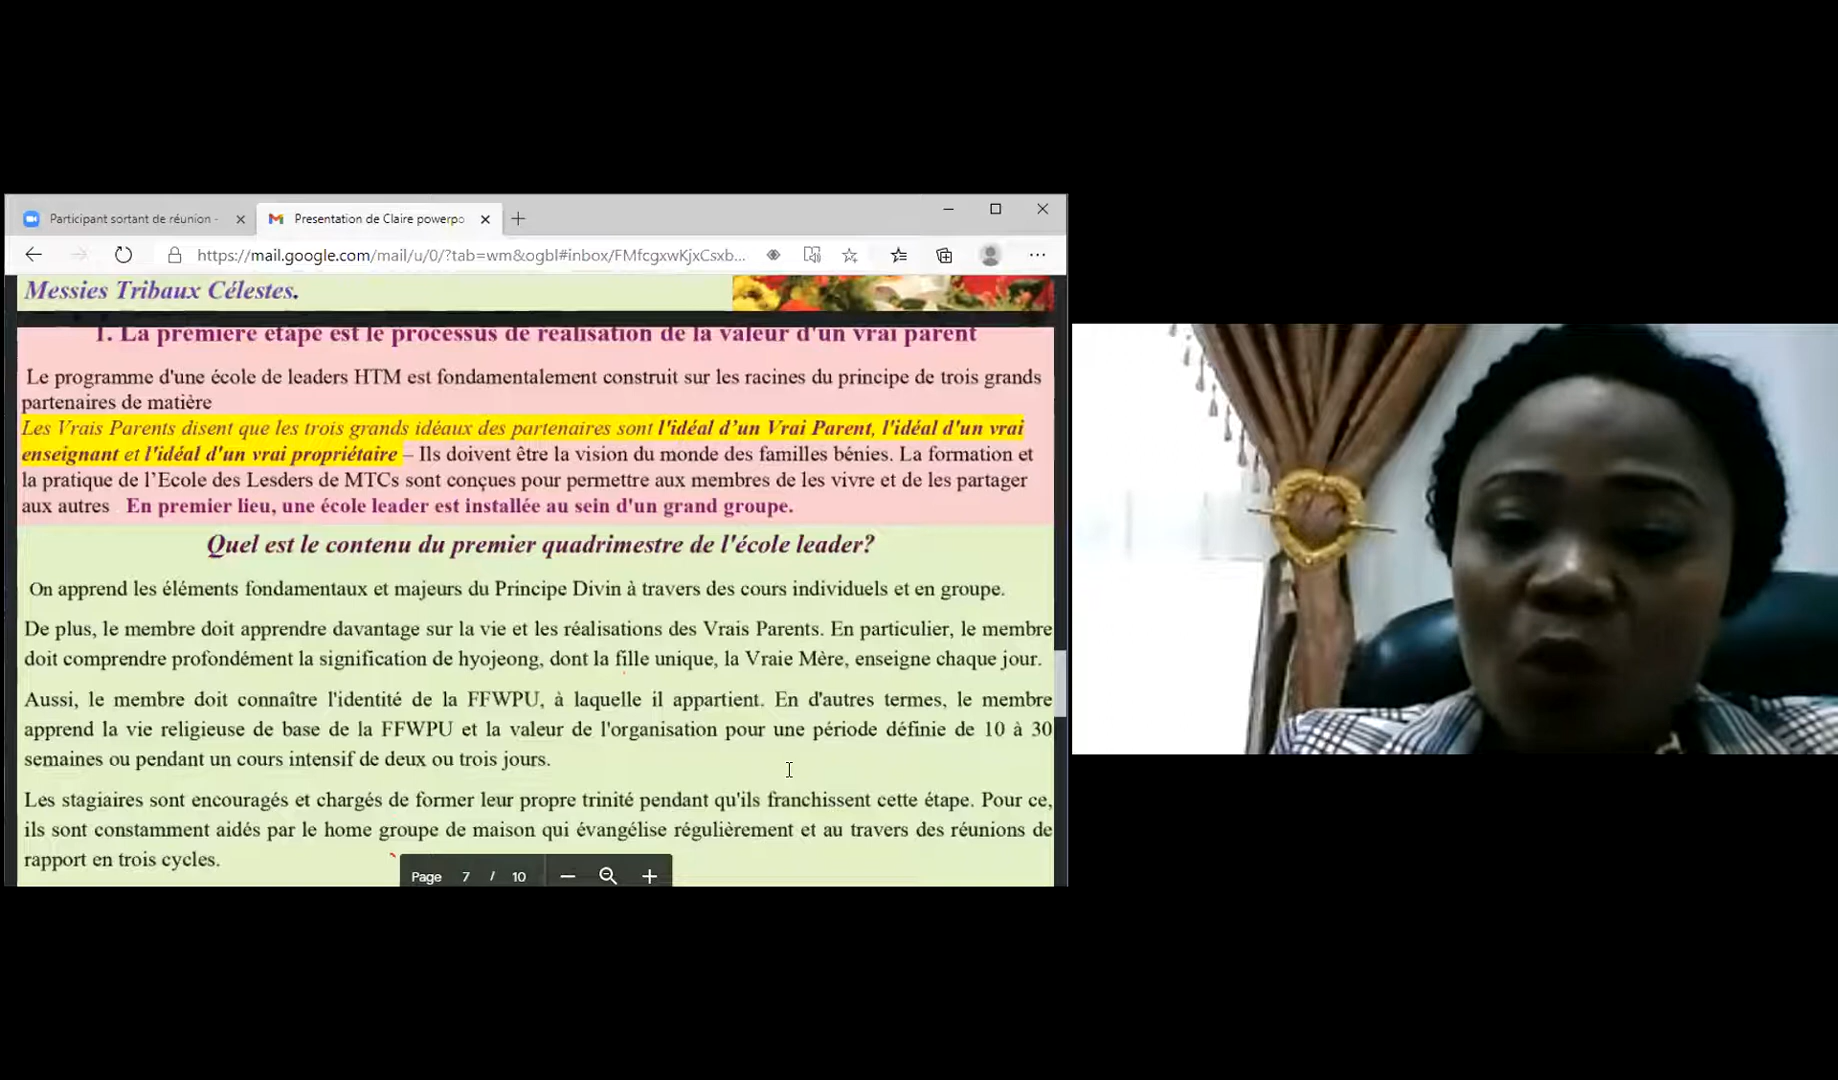 Participant sortant de réunion -
Presentation de Claire powerpo
https://mail.google.com/mail/u/0/?tab=wm&ogbl#inbox/FMfcgxwKjxCsxb...
Messies Tribaux Célestes.
1. La première étape est le processus de réalisation de la valeur d'un vrai parent
Le programme d'une école de leaders HTM est fondamentalement construit sur les racines du principe de trois grands
partenaires de matière
Les Vrais Parents disent que les trois grands idéaux des partenaires sont l'idéal d’un Vrai Parent, l'idéal d'un vrai
enseignant et l'idéal d'un vrai propriétaire – Ils doivent être la vision du monde des familles bénies. La formation et
la pratique de l’Ecole des Lesders de MTCs sont conçues pour permettre aux membres de les vivre et de les partager
aux autres En premier lieu, une école leader est installée au sein d'un grand groupe.
Quel est le contenu du premier quadrimestre de l'école leader?
On apprend les éléments fondamentaux et majeurs du Principe Divin à travers des cours individuels et en groupe.
De plus, le membre doit apprendre davantage sur la vie et les réalisations des Vrais Parents. En particulier, le membre
doit comprendre profondément la signification de hyojeong, dont la fille unique, la Vraie Mère, enseigne chaque jour.
Aussi, le membre doit connaître l'identité de la FFWPU, à laquelle il appartient. En d'autres termes, le membre
apprend la vie religieuse de base de la FFWPU et la valeur de l'organisation pour une période définie de 10 à 30
semaines ou pendant un cours intensif de deux ou trois jours.
Les stagiaires sont encouragés et chargés de former leur propre trinité pendant qu'ils franchissent cette étape. Pour ce,
ils sont constamment aidés par le home groupe de maison qui évangélise régulièrement et au travers des réunions de
rapport en trois cycles.
Page 7 / 10